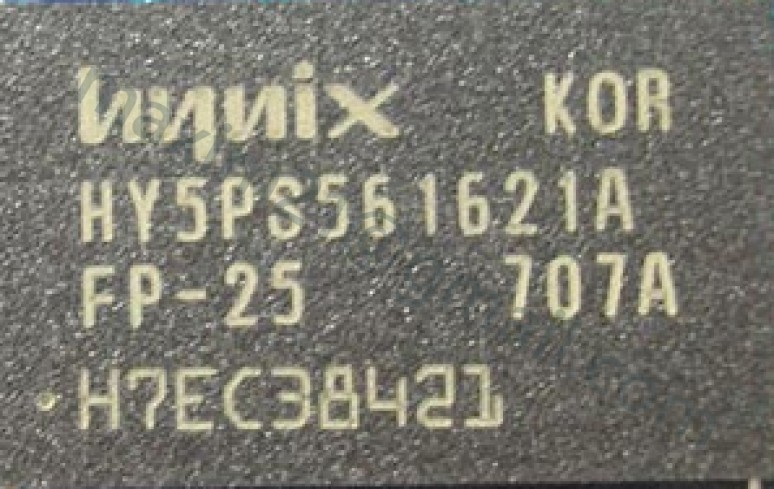 hynix KOR
HY5PS561621A
FP-25 707A
H7EC38421